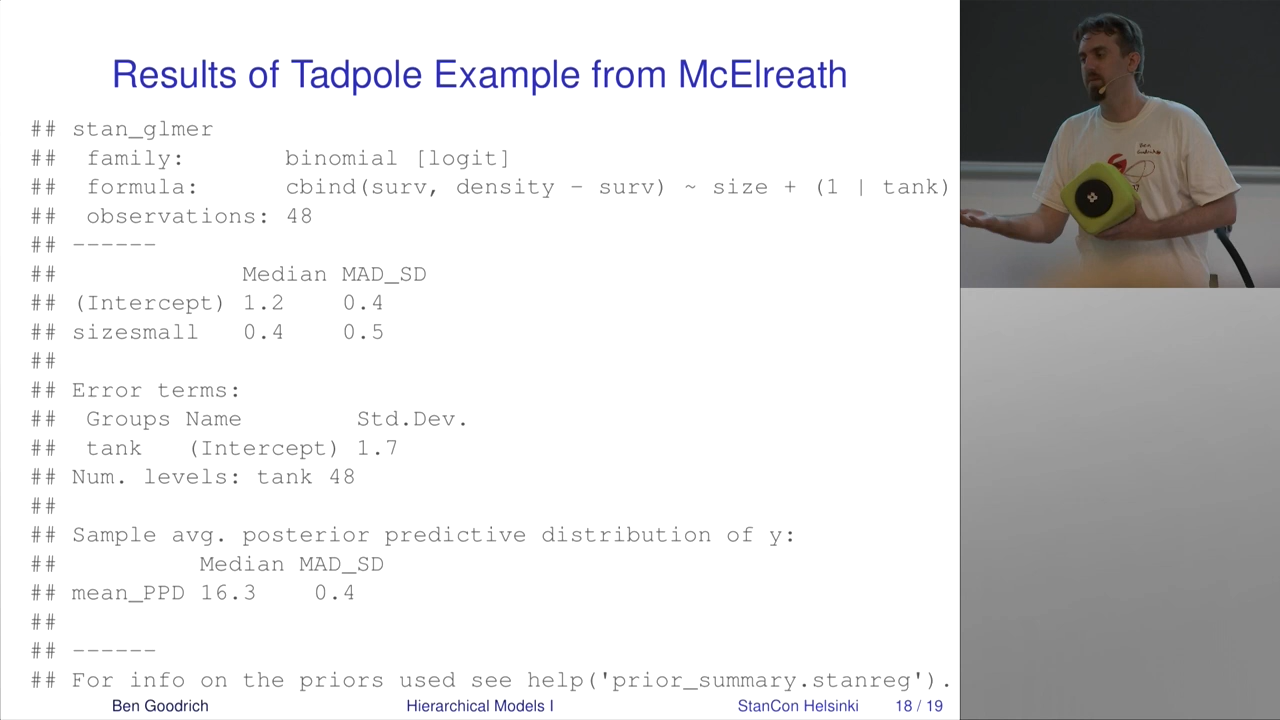 Results of Tadpole Example from McElreath
## stan_glmer
## family: binomial [logit]
## formula: cbind(surv, density - surv) ~ size + (1 | tank)
## observations: 48
## ------
## Median MAD_SD
## (Intercept) 1.2 0.4
## sizesmall 0.4 0.5
##
## Error terms:
## Groups Name Std.Dev.
## tank (Intercept) 1.7
## Num. levels: tank 48
##
## Sample avg. posterior predictive distribution of y:
## Median MAD_SD
## mean_PPD 16.3 0.4
##
## ------
## For info on the priors used see help('prior_summary.stanreg').
Ben Goodrich Hierarchical Models I StanCon Helsinki 18 / 19